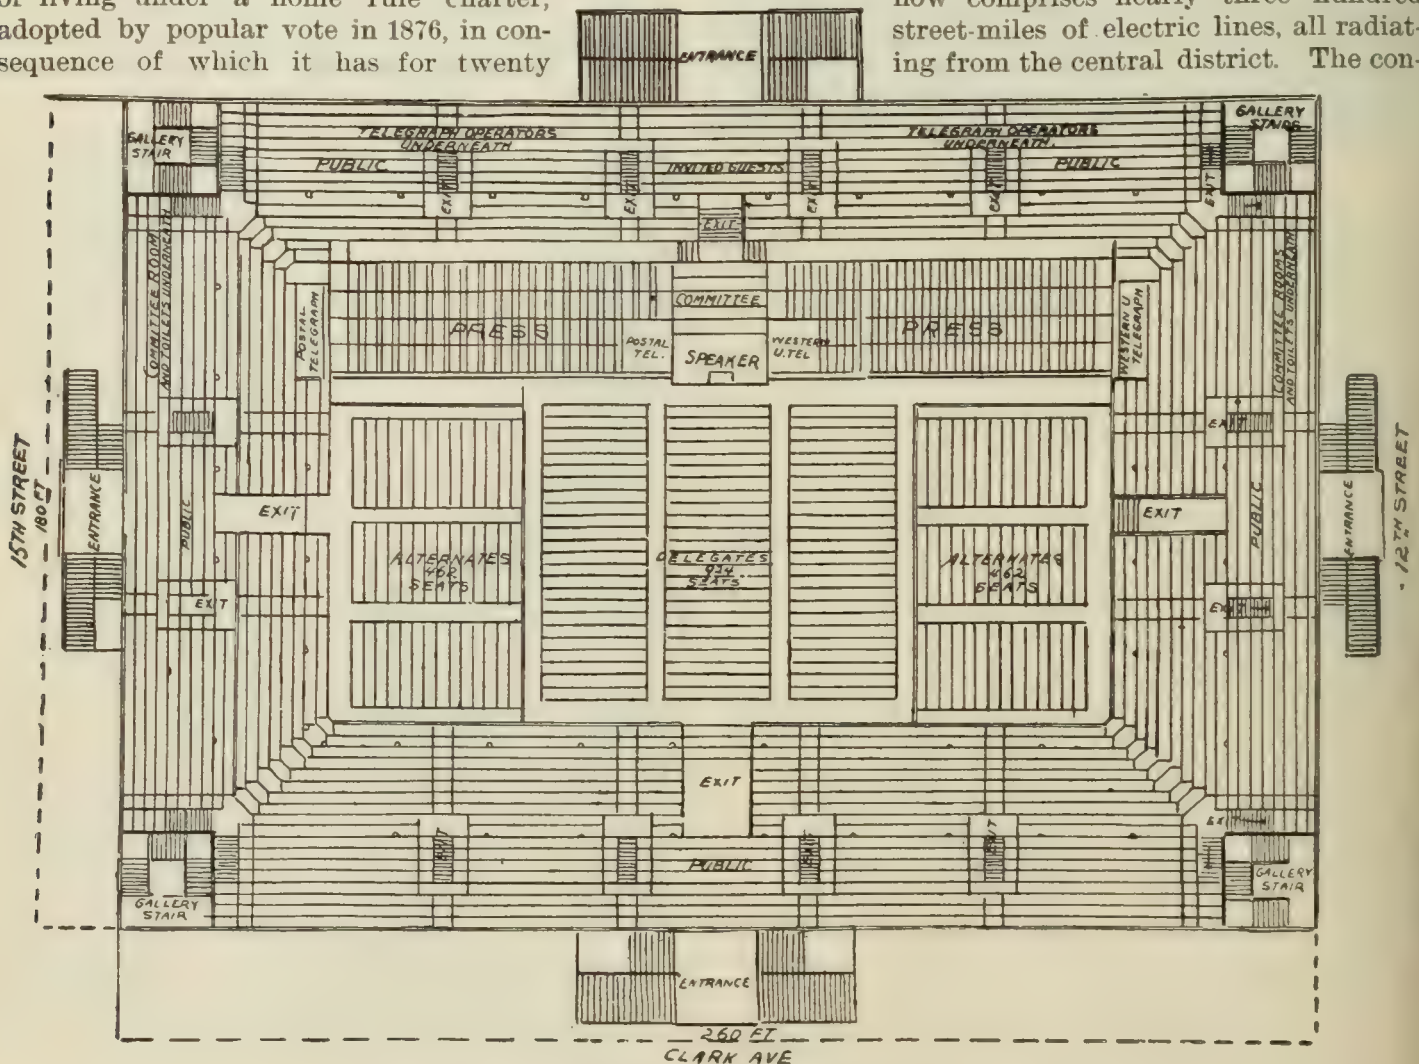 of living under a home rule charter,
adopted by popular vote in 1876, in con-
sequence of which it has for twenty
now comprises nearly three hundred
street-miles of electric lines, all radiat-
ing from the central district. The con-
ENTRANCE
GALLERY
STAIR
TELEGRAPH OPERATORS
UNDERNEATH
PUBLIC
EXIT
EXIT
INVITED GUESTS
EXIT
EXIT
TELEGRAPH OPERATORS
UNDERNEATH.
PUBLIC
EXIT
EXIT
GALLERY
STAIRS
COMMITTEE ROOM
AND TOILETS UNDERNEATH
POSTAL
TELEGRAPH
PRESS
POSTAL
TEL.
COMMITTEE
SPEAKER
WESTERN
U.TEL
PRESS
WESTERN U
TELEGRAPH
COMMITTEE ROOMS
AND TOILETS UNDERNEATH
15TH STREET
180 FT
ENTRANCE
PUBLIC
EXIT
EXIT
ALTERNATES
462
SEATS
DELEGATES
924
SEATS
ALTERNATES
462
SEATS
EXIT
EXIT
EXIT
PUBLIC
ENTRANCE
12TH STREET
EXIT
EXIT
EXIT
PUBLIC
EXIT
EXIT
EXIT
GALLERY
STAIR
GALLERY
STAIR
ENTRANCE
260 FT
CLARK AVE